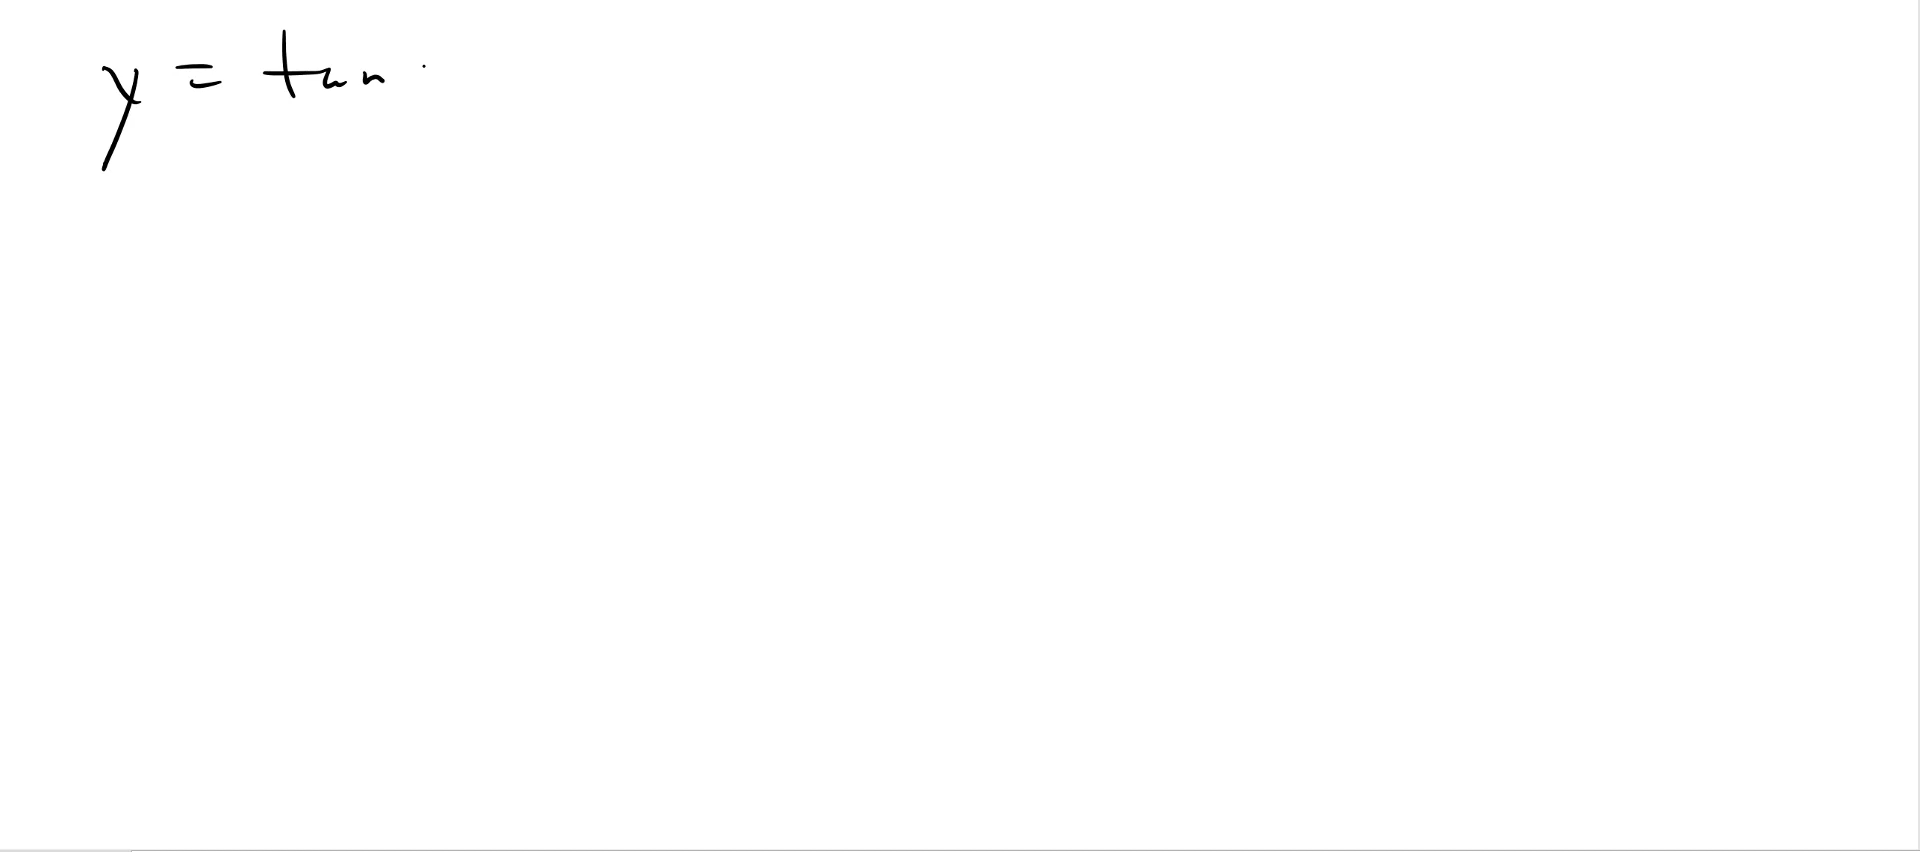 y = tan